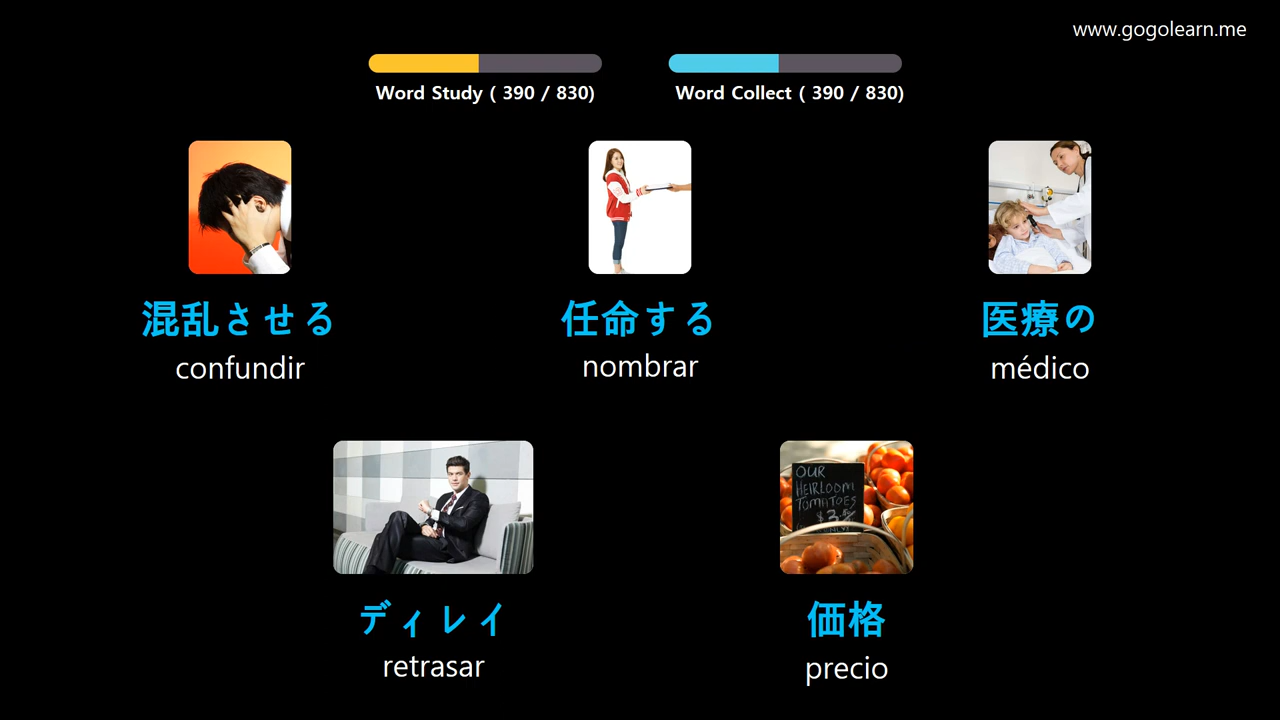 www.gogolearn.me
Word Study ( 390 / 830)
Word Collect ( 390 / 830)
混乱させる
confundir
任命する
nombrar
医療の
médico
OUR
HEIRLOOM
TOMATOES
ディレイ
retrasar
価格
precio